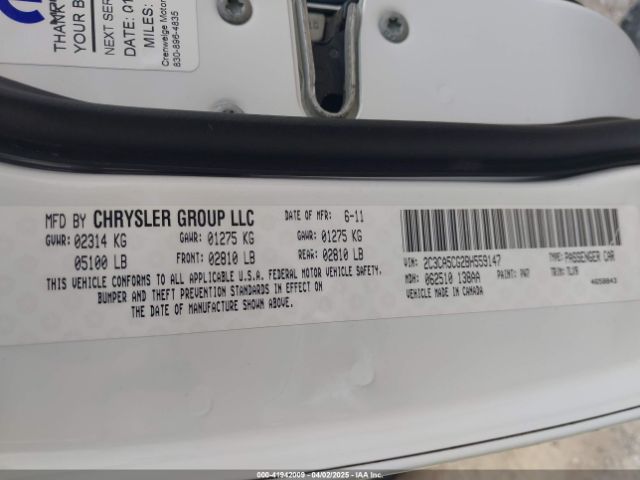 THANK
YOUR B
NEXT SER
DATE: 01
MILES:
Crenwelge Motor
830-896-4835
MFD BY CHRYSLER GROUP LLC DATE OF MFR: 6-11
GVWR: 02314 KG GAWR: 01275 KG GAWR: 01275 KG
05100 LB FRONT: 02810 LB REAR: 02810 LB
THIS VEHICLE CONFORMS TO ALL APPLICABLE U.S.A. FEDERAL MOTOR VEHICLE SAFETY,
BUMPER AND THEFT PREVENTION STANDARDS IN EFFECT ON
THE DATE OF MANUFACTURE SHOWN ABOVE.
VIN: 2C3CA5CG2BH559147 TYPE: PASSENGER CAR
MDH: 062510 138AA PAINT: PW7 TRIM: TLV9
VEHICLE MADE IN CANADA 4658043
000-41942009 - 04/02/2025 - IAAI.COM